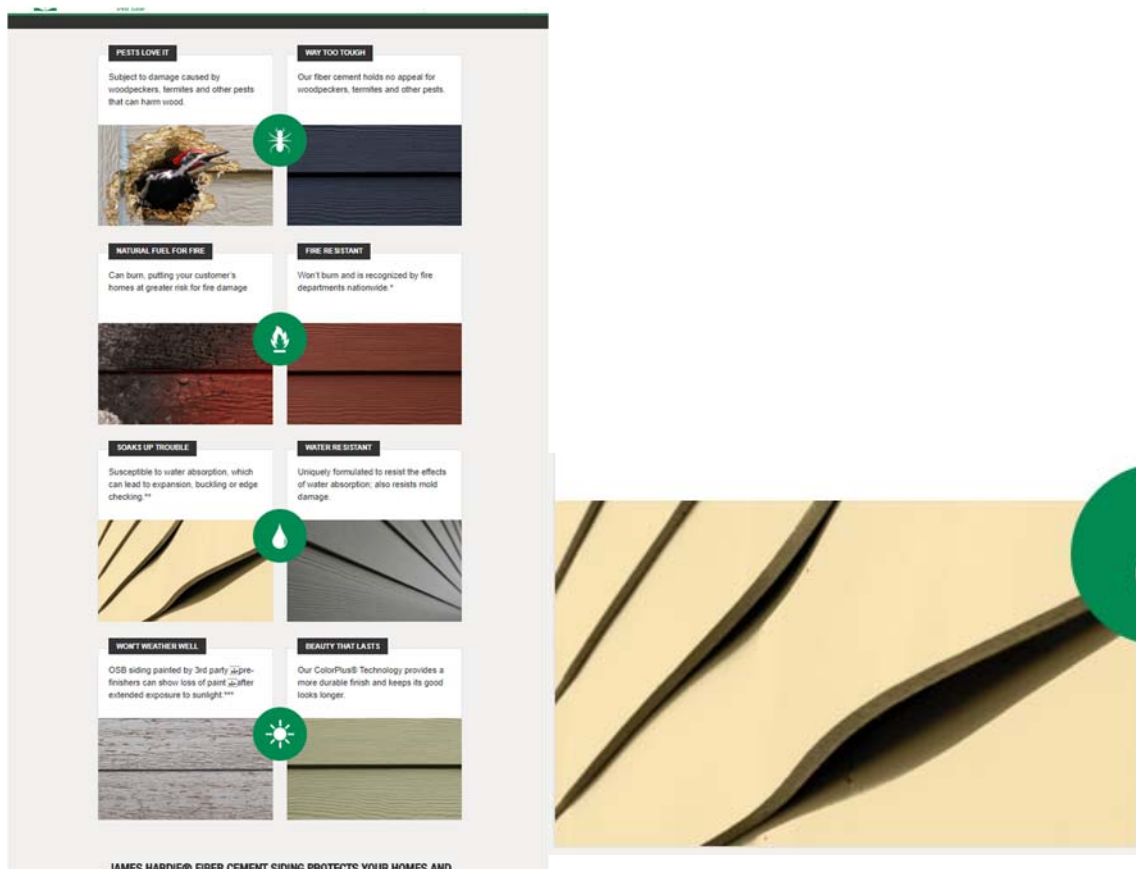 PESTS LOVE IT
Subject to damage caused by
woodpeckers, termites and other pests
that can harm wood.
WAY TOO TOUGH
Our fiber cement holds no appeal for
woodpeckers, termites and other pests.
NATURAL FUEL FOR FIRE
Can burn, putting your customer's
homes at greater risk for fire damage
FIRE RESISTANT
Won't burn and is recognized by fire
departments nationwide.*
SOAKS UP TROUBLE
Susceptible to water absorption, which
can lead to expansion, buckling or edge
checking.**
WATER RESISTANT
Uniquely formulated to resist the effects
of water absorption; also resists mold
damage.
WON'T WEATHER WELL
OSB siding painted by 3rd party pre-
finishers can show loss of paint after
extended exposure to sunlight ***
BEAUTY THAT LASTS
Our ColorPlus® Technology provides a
more durable finish and keeps its good
looks longer.
JAMES HARDIE® FIBER CEMENT SIDING PROTECTS YOUR HOMES AND